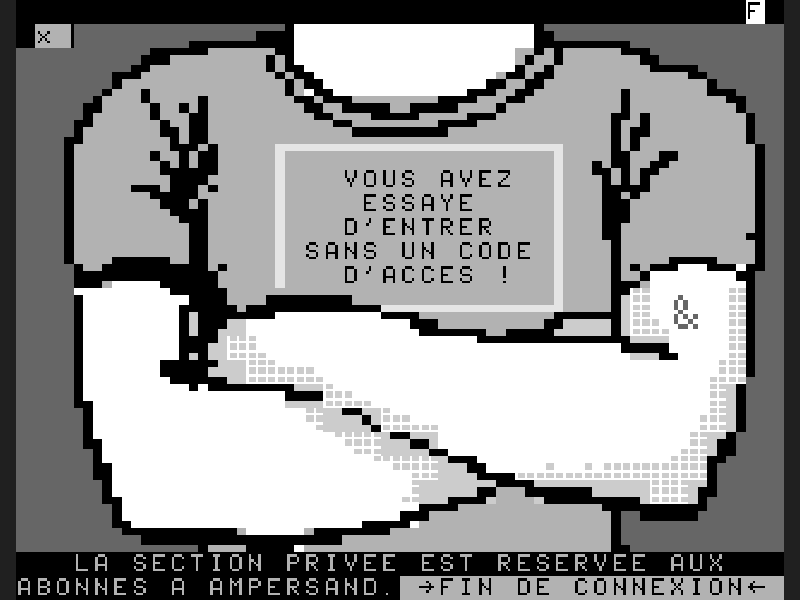 F
x
VOUS AVEZ
ESSAYE
D'ENTRER
SANS UN CODE
D'ACCES !
&
LA SECTION PRIVEE EST RESERVEE AUX
ABONNES A AMPERSAND. →FIN DE CONNEXION←